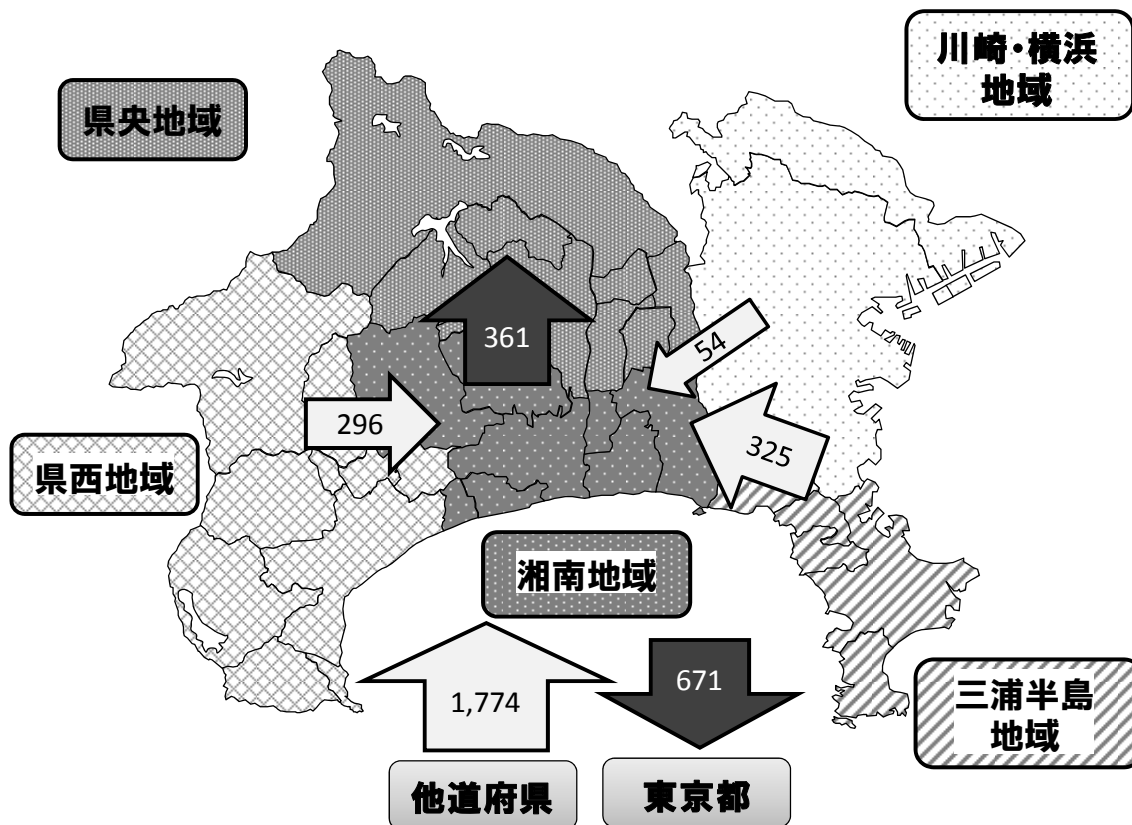 川崎・横浜
地域
県央地域
361
54
296
325
県西地域
湘南地域
1,774
671
三浦半島
地域
他道府県
東京都